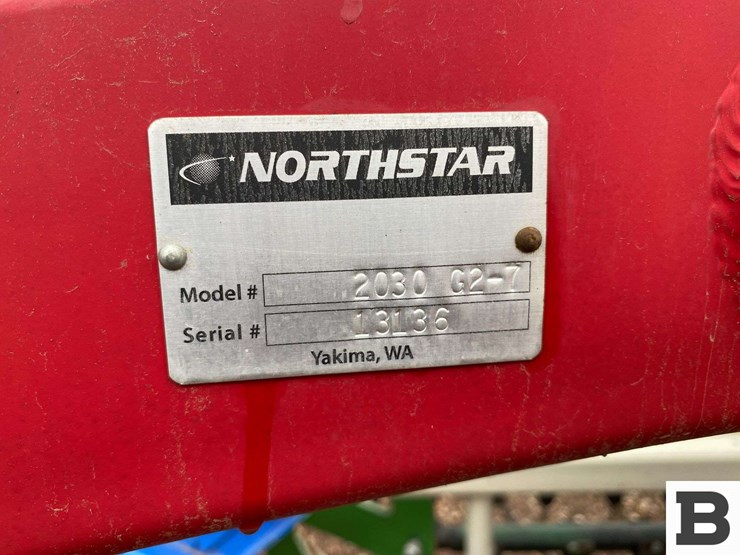 NORTHSTAR
Model # 2030 G2-7
Serial # 13136
Yakima, WA
B